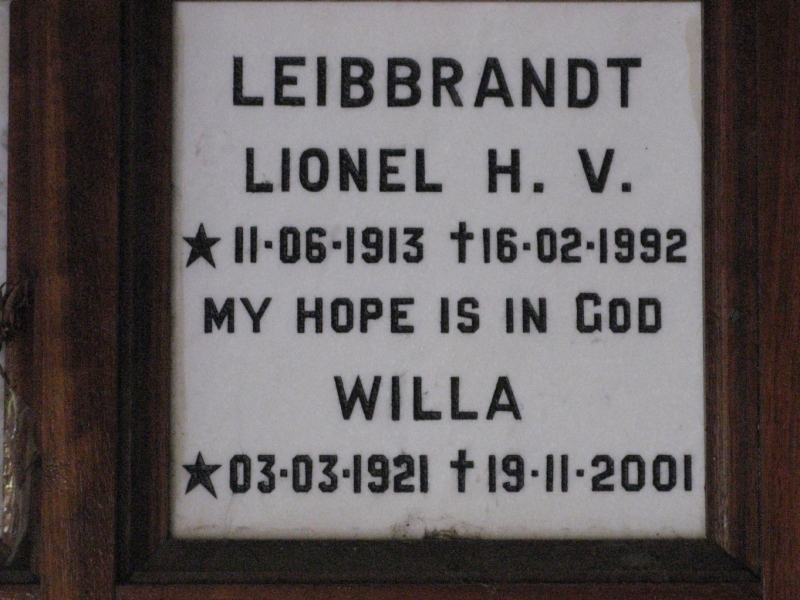 LEIBBRANDT
LIONEL H. V.
★ 11·06·1913 ✝ 16·02·1992
MY HOPE IS IN GOD
WILLA
★ 03·03·1921 ✝ 19·11·2001